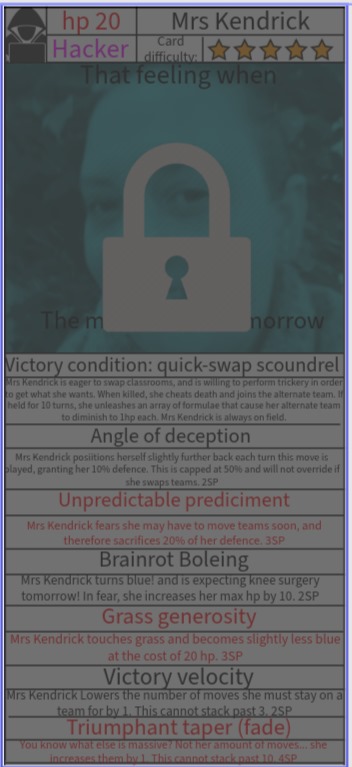 hp 20
Mrs Kendrick
Hacker
Card
difficulty:
That feeling when
The m
morrow
Victory condition: quick-swap scoundrel
Mrs Kendrick is eager to swap classrooms, and is willing to perform trickery in order
to get what she wants. When killed, she cheats death and joins the alternate team. If
held for 10 turns, she unleashes an array of formulae that cause her alternate team
to diminish to 1hp each. Mrs Kendrick is always on field.
Angle of deception
Mrs Kendrick positions herself slightly further back each turn this move is
played, granting her 10% defence. This is capped at 50% and will not override if
she swaps teams. 2SP
Unpredictable prediciment
Mrs Kendrick fears she may have to move teams soon, and
therefore sacrifices 20% of her defence. 3SP
Brainrot Boleing
Mrs Kendrick turns blue! and is expecting knee surgery
tomorrow! In fear, she increases her max hp by 10. 2SP
Grass generosity
Mrs Kendrick touches grass and becomes slightly less blue
at the cost of 20 hp. 3SP
Victory velocity
Mrs Kendrick Lowers the number of moves she must stay on a
team for by 1. This cannot stack past 3. 2SP
Triumphant taper (fade)
You know what else is massive? Not her amount of moves... she
increases them by 1. This cannot stack past 10. 4SP